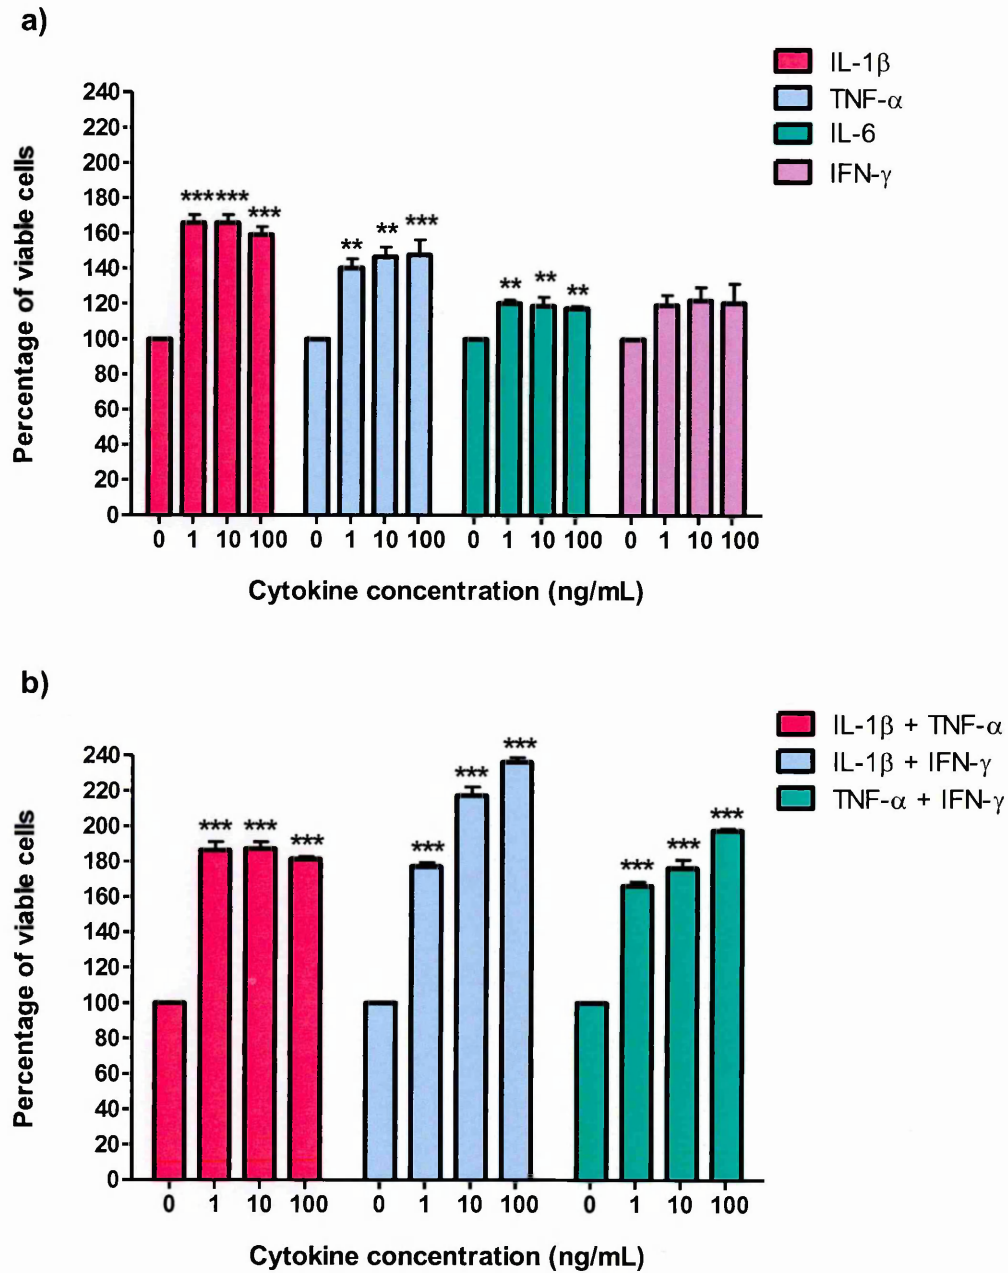 a)
IL-1β
TNF-α
IL-6
IFN-γ
Percentage of viable cells
240
220
200
180
160
140
120
100
80
60
40
20
0
*** *** ***
** ** ***
** ** **
0 1 10 100 0 1 10 100 0 1 10 100 0 1 10 100
Cytokine concentration (ng/mL)
b)
IL-1β + TNF-α
IL-1β + IFN-γ
TNF-α + IFN-γ
Percentage of viable cells
240
220
200
180
160
140
120
100
80
60
40
20
0
*** *** ***
*** *** ***
*** *** ***
0 1 10 100 0 1 10 100 0 1 10 100
Cytokine concentration (ng/mL)